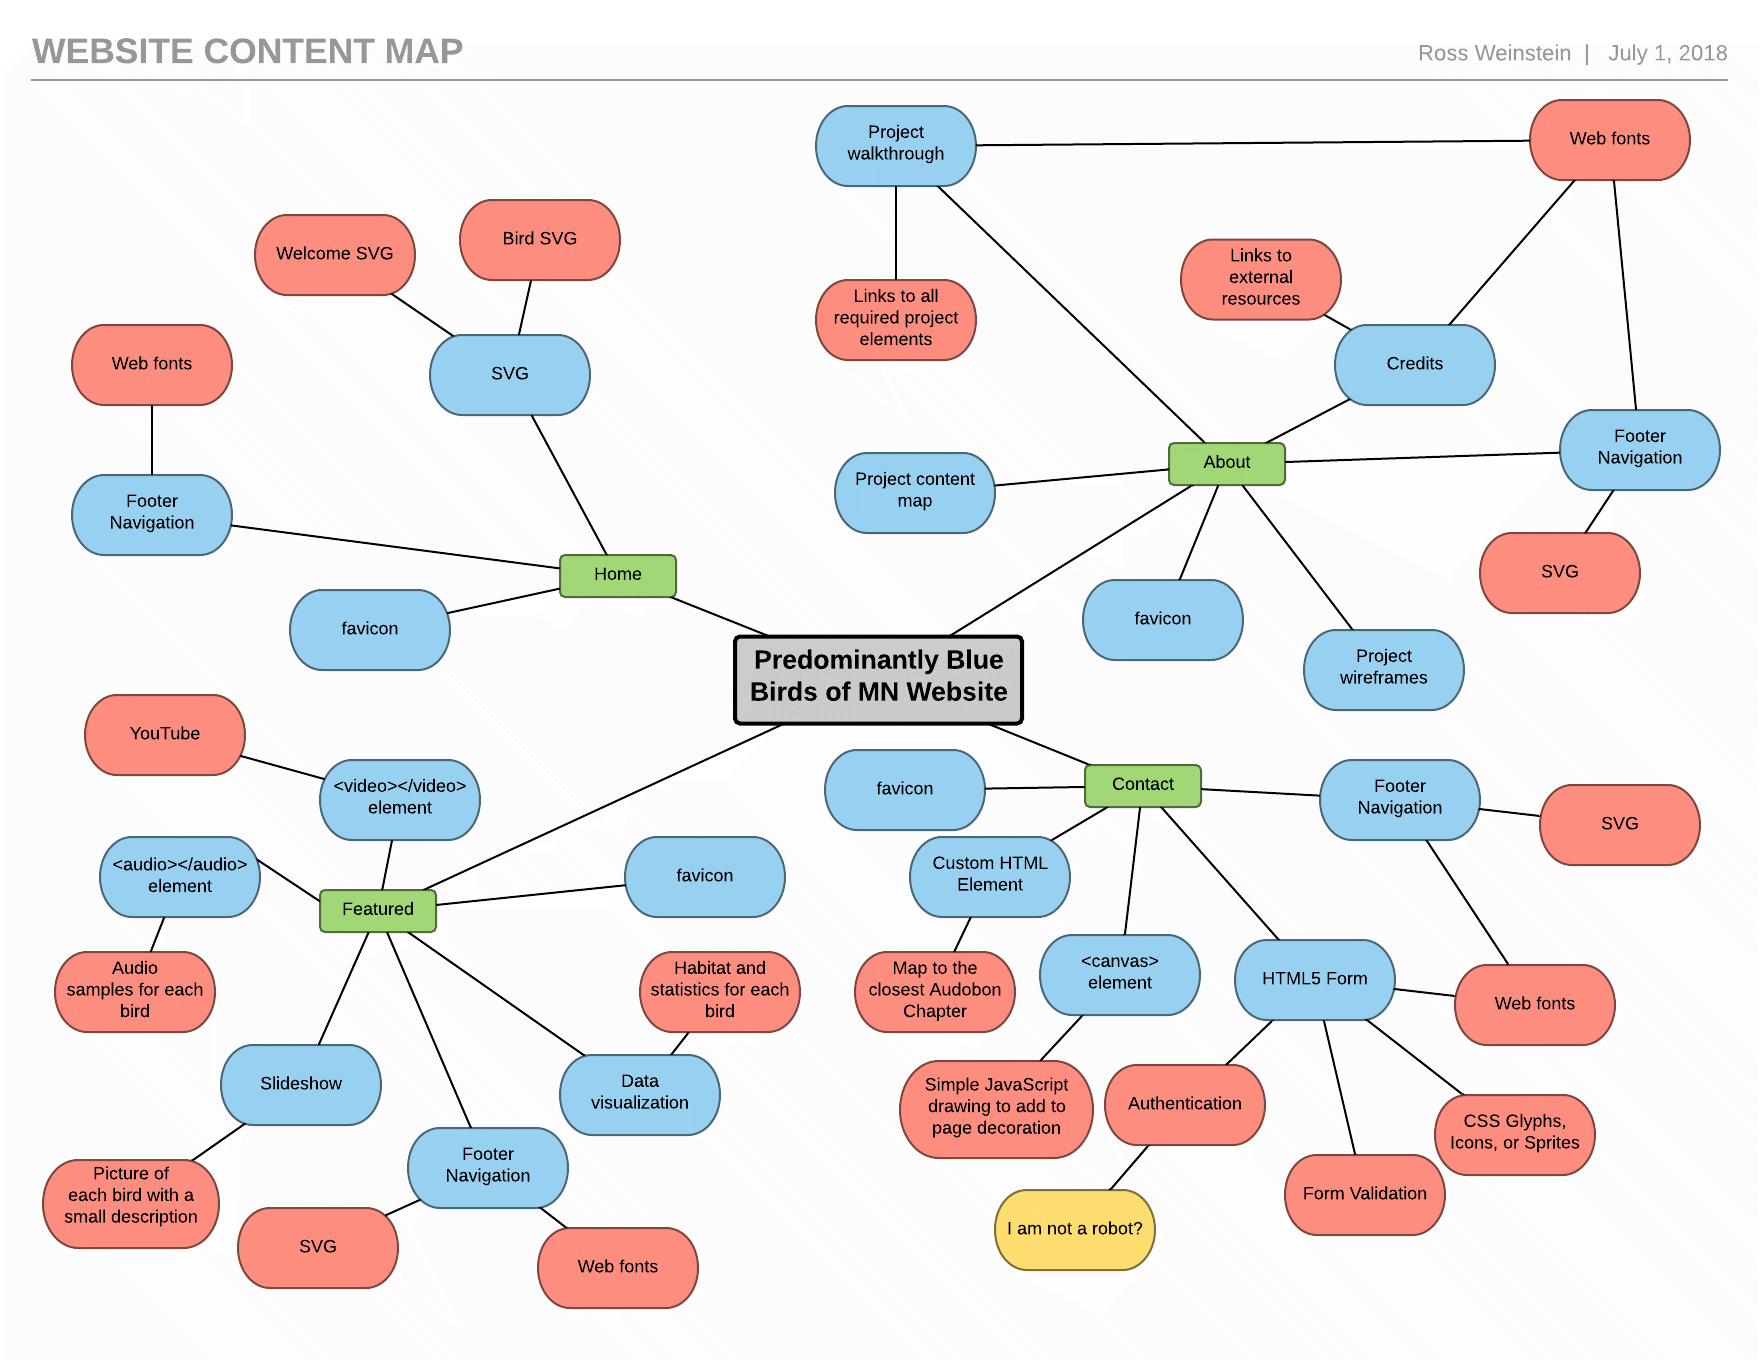 WEBSITE CONTENT MAP
Ross Weinstein | July 1, 2018
Project
walkthrough
Web fonts
Links to all
required project
elements
Links to
external
resources
Credits
Footer
Navigation
SVG
About
Project content
map
favicon
Project
wireframes
Welcome SVG
Bird SVG
SVG
Web fonts
Footer
Navigation
Home
favicon
Predominantly Blue
Birds of MN Website
YouTube
<video></video>
element
<audio></audio>
element
Featured
favicon
Audio
samples for each
bird
Habitat and
statistics for each
bird
Slideshow
Data
visualization
Picture of
each bird with a
small description
Footer
Navigation
SVG
Web fonts
favicon
Contact
Footer
Navigation
SVG
Custom HTML
Element
Map to the
closest Audobon
Chapter
<canvas>
element
HTML5 Form
Web fonts
Simple JavaScript
drawing to add to
page decoration
Authentication
CSS Glyphs,
Icons, or Sprites
Form Validation
I am not a robot?